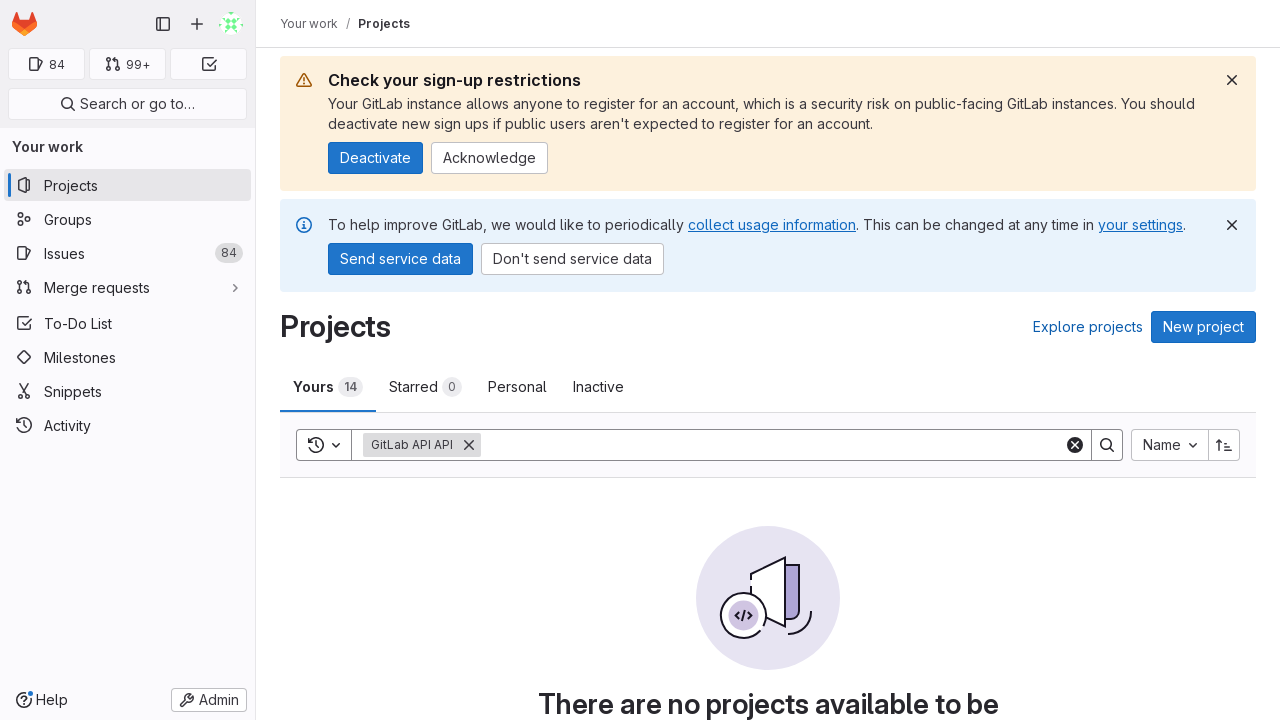 Your work / Projects
84
99+
Search or go to…
Your work
Projects
Groups
Issues 84
Merge requests
To-Do List
Milestones
Snippets
Activity
Help
Admin
Check your sign-up restrictions
Your GitLab instance allows anyone to register for an account, which is a security risk on public-facing GitLab instances. You should
deactivate new sign ups if public users aren't expected to register for an account.
Deactivate Acknowledge
To help improve GitLab, we would like to periodically collect usage information. This can be changed at any time in your settings.
Send service data Don't send service data
Projects
Explore projects New project
Yours 14 Starred 0 Personal Inactive
GitLab API API
Name
There are no projects available to be